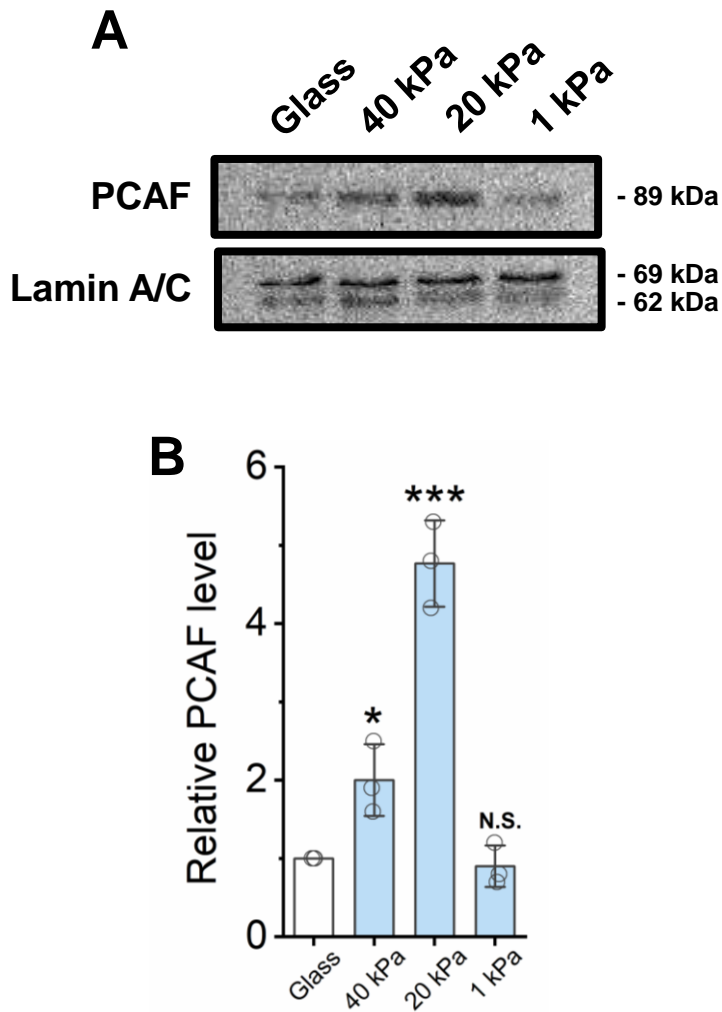 A
Glass 40 kPa 20 kPa 1 kPa
PCAF - 89 kDa
Lamin A/C - 69 kDa
- 62 kDa
B
Relative PCAF level
6
4
2
0
*
***
N.S.
Glass 40 kPa 20 kPa 1 kPa